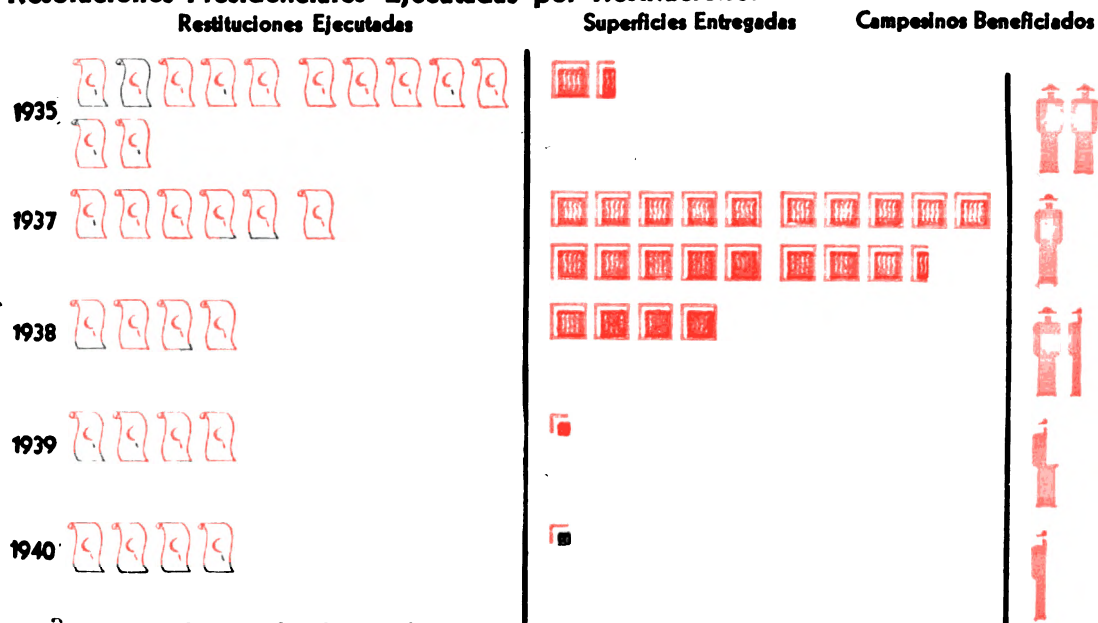 Restituciones Ejecutadas
Superficies Entregadas
Campesinos Beneficiados
1935
1937
1938
1939
1940